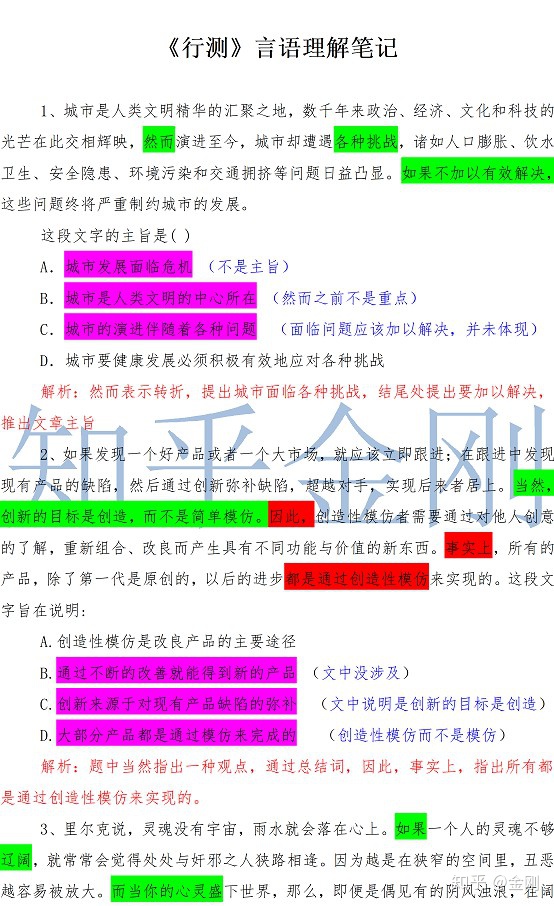 《行测》言语理解笔记
1、城市是人类文明精华的汇聚之地，数千年来政治、经济、文化和科技的
光芒在此交相辉映，然而演进至今，城市却遭遇各种挑战，诸如人口膨胀、饮水
卫生、安全隐患、环境污染和交通拥挤等问题日益凸显。如果不加以有效解决，
这些问题终将严重制约城市的发展。
这段文字的主旨是( )
A．城市发展面临危机 （不是主旨）
B．城市是人类文明的中心所在 （然而之前不是重点）
C．城市的演进伴随着各种问题 （面临问题应该加以解决，并未体现）
D．城市要健康发展必须积极有效地应对各种挑战
解析：然而表示转折，提出城市面临各种挑战，结尾处提出要加以解决，
推出文章主旨
知乎金刚
2、如果发现一个好产品或者一个大市场，就应该立即跟进；在跟进中发现
现有产品的缺陷，然后通过创新弥补缺陷，超越对手，实现后来者居上。当然，
创新的目标是创造，而不是简单模仿。因此，创造性模仿者需要通过对他人创意
的了解，重新组合、改良而产生具有不同功能与价值的新东西。事实上，所有的
产品，除了第一代是原创的，以后的进步都是通过创造性模仿来实现的。这段文
字旨在说明:
A.创造性模仿是改良产品的主要途径
B.通过不断的改善就能得到新的产品 （文中没涉及）
C.创新来源于对现有产品缺陷的弥补 （文中说明是创新的目标是创造）
D.大部分产品都是通过模仿来完成的 （创造性模仿而不是模仿）
解析：题中当然指出一种观点，通过总结词，因此，事实上，指出所有都
是通过创造性模仿来实现的。
3、里尔克说，灵魂没有宇宙，雨水就会落在心上。如果一个人的灵魂不够
辽阔，就常常会觉得处处与奸邪之人狭路相逢。因为越是在狭窄的空间里，丑恶
越容易被放大。而当你的心灵盛下世界，那么，即便是偶见有的阴风浊浪，在阔
知乎 @金刚